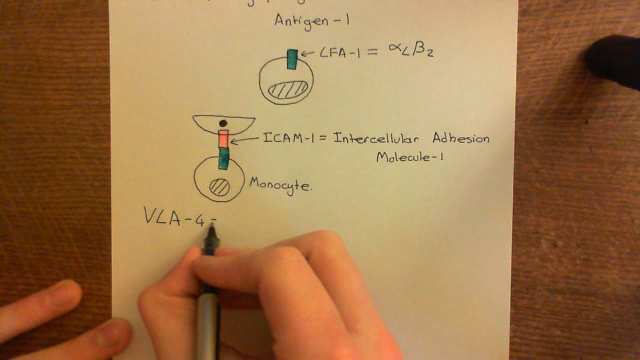 Antigen-1
LFA-1 = αLβ2
ICAM-1 = Intercellular Adhesion
Molecule-1
Monocyte.
VLA-4 =